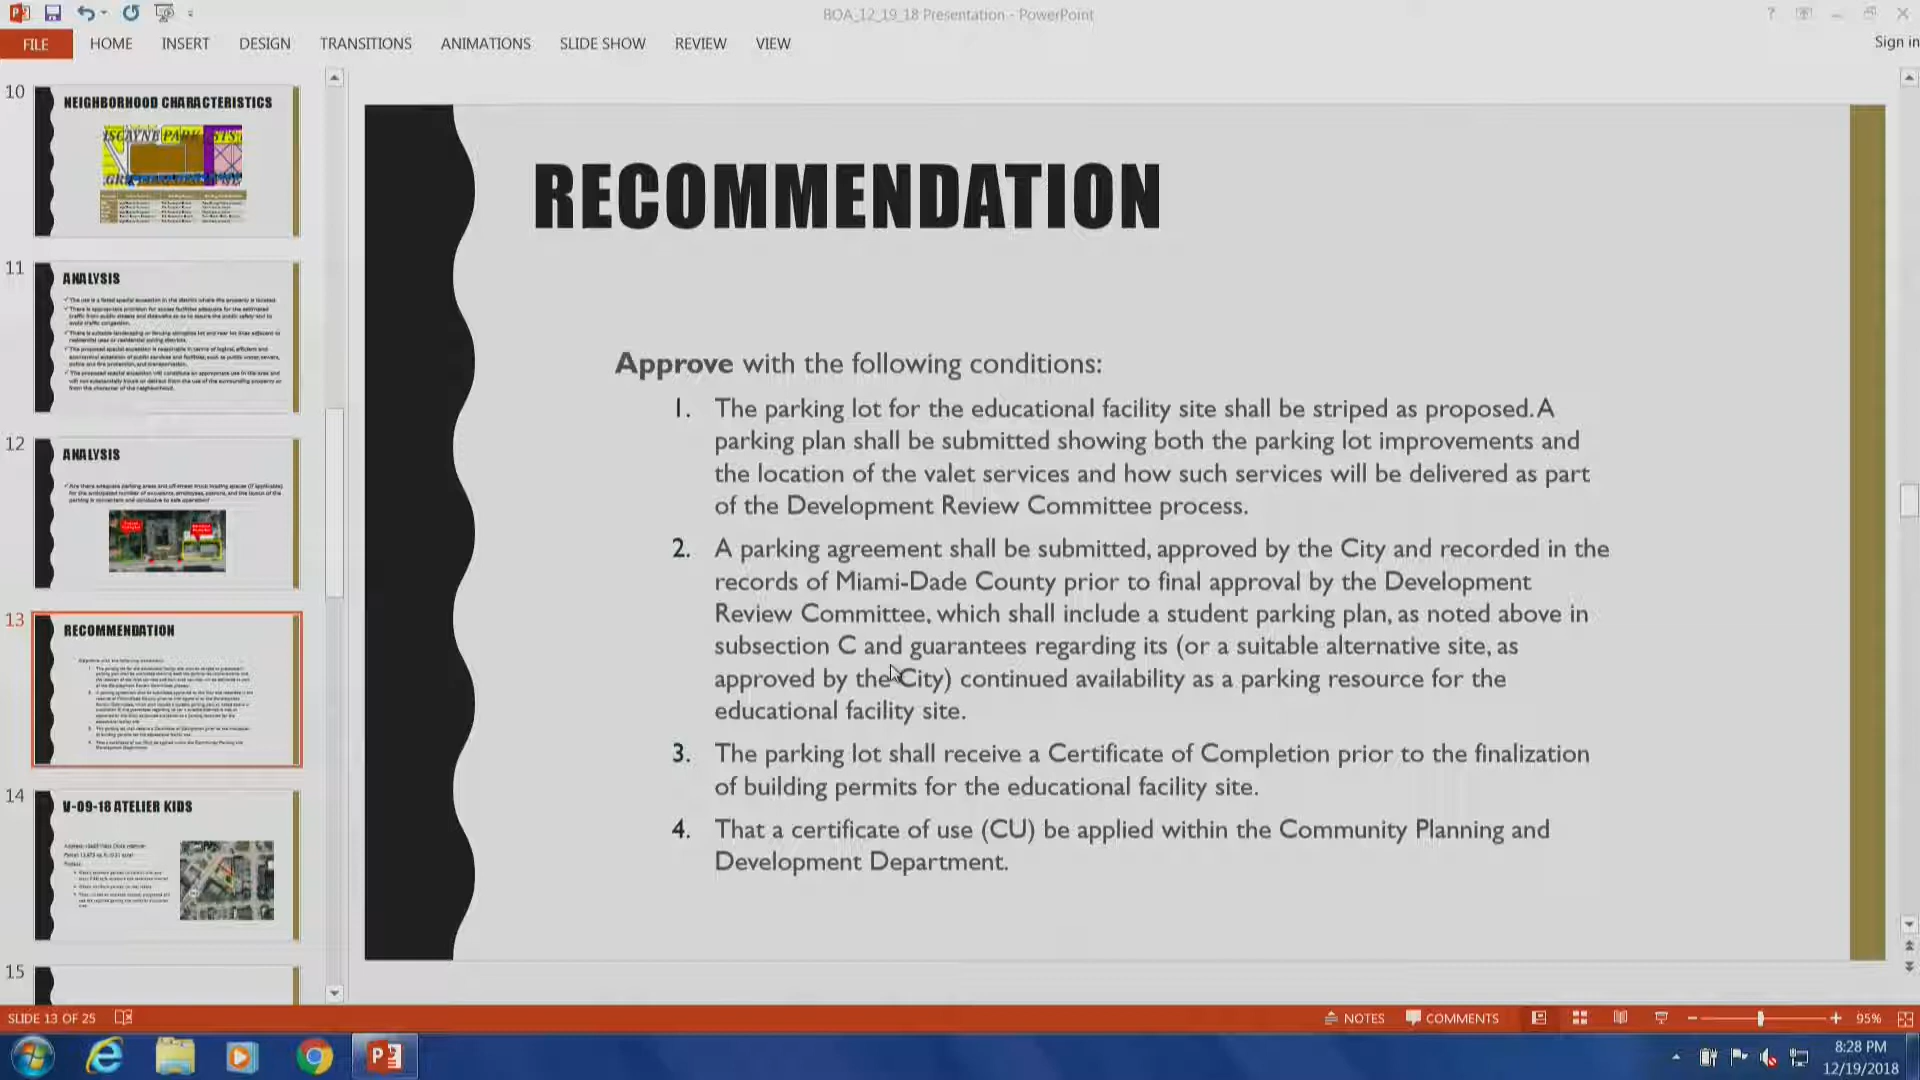 BOA_12_19_18 Presentation - PowerPoint
?
FILE HOME INSERT DESIGN TRANSITIONS ANIMATIONS SLIDE SHOW REVIEW VIEW
Sign in
10
NEIGHBORHOOD CHARACTERISTICS
11
ANALYSIS
12
ANALYSIS
13
RECOMMENDATION
14
V-09-18 ATELIER KIDS
15
RECOMMENDATION
Approve with the following conditions:
1. The parking lot for the educational facility site shall be striped as proposed. A
parking plan shall be submitted showing both the parking lot improvements and
the location of the valet services and how such services will be delivered as part
of the Development Review Committee process.
2. A parking agreement shall be submitted, approved by the City and recorded in the
records of Miami-Dade County prior to final approval by the Development
Review Committee, which shall include a student parking plan, as noted above in
subsection C and guarantees regarding its (or a suitable alternative site, as
approved by the City) continued availability as a parking resource for the
educational facility site.
3. The parking lot shall receive a Certificate of Completion prior to the finalization
of building permits for the educational facility site.
4. That a certificate of use (CU) be applied within the Community Planning and
Development Department.
SLIDE 13 OF 25
NOTES COMMENTS 95%
8:28 PM
12/19/2018